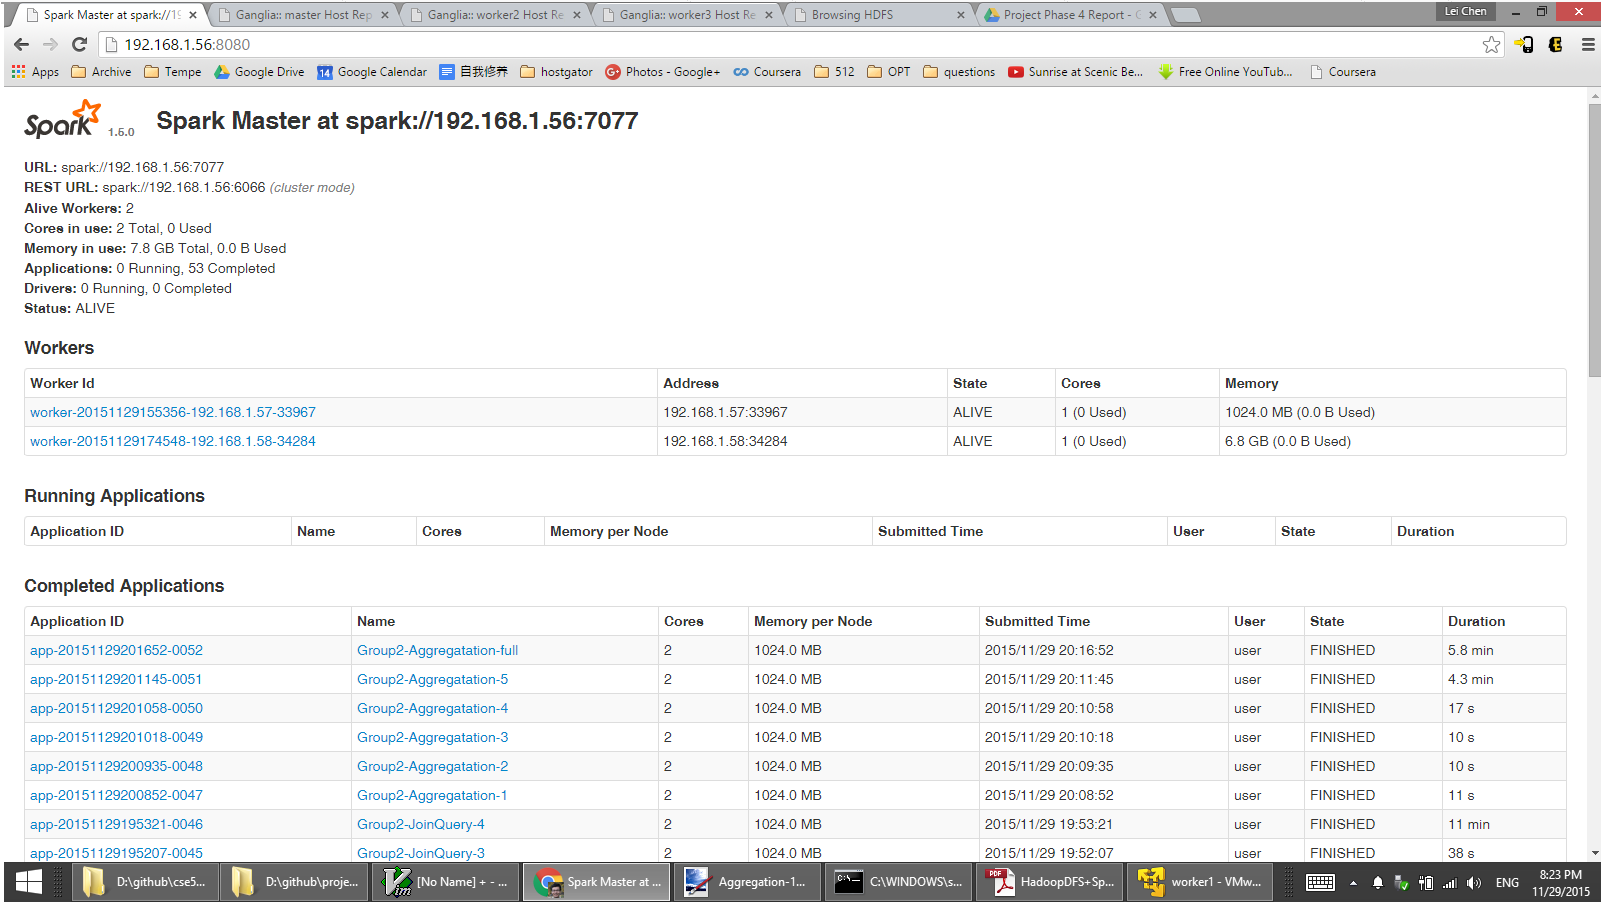 Spark Master at spark://19
Ganglia:: master Host Rep
Ganglia:: worker2 Host Re
Ganglia:: worker3 Host Re
Browsing HDFS
Project Phase 4 Report - G
Lei Chen
192.168.1.56:8080
Apps Archive Tempe Google Drive 14 Google Calendar 自我修养 hostgator Photos - Google+ Coursera 512 OPT questions Sunrise at Scenic Be... Free Online YouTub... Coursera
Spark 1.5.0 Spark Master at spark://192.168.1.56:7077
URL: spark://192.168.1.56:7077
REST URL: spark://192.168.1.56:6066 (cluster mode)
Alive Workers: 2
Cores in use: 2 Total, 0 Used
Memory in use: 7.8 GB Total, 0.0 B Used
Applications: 0 Running, 53 Completed
Drivers: 0 Running, 0 Completed
Status: ALIVE
Workers
Worker Id Address State Cores Memory
worker-20151129155356-192.168.1.57-33967 192.168.1.57:33967 ALIVE 1 (0 Used) 1024.0 MB (0.0 B Used)
worker-20151129174548-192.168.1.58-34284 192.168.1.58:34284 ALIVE 1 (0 Used) 6.8 GB (0.0 B Used)
Running Applications
Application ID Name Cores Memory per Node Submitted Time User State Duration
Completed Applications
Application ID Name Cores Memory per Node Submitted Time User State Duration
app-20151129201652-0052 Group2-Aggregatation-full 2 1024.0 MB 2015/11/29 20:16:52 user FINISHED 5.8 min
app-20151129201145-0051 Group2-Aggregatation-5 2 1024.0 MB 2015/11/29 20:11:45 user FINISHED 4.3 min
app-20151129201058-0050 Group2-Aggregatation-4 2 1024.0 MB 2015/11/29 20:10:58 user FINISHED 17 s
app-20151129201018-0049 Group2-Aggregatation-3 2 1024.0 MB 2015/11/29 20:10:18 user FINISHED 10 s
app-20151129200935-0048 Group2-Aggregatation-2 2 1024.0 MB 2015/11/29 20:09:35 user FINISHED 10 s
app-20151129200852-0047 Group2-Aggregatation-1 2 1024.0 MB 2015/11/29 20:08:52 user FINISHED 11 s
app-20151129195321-0046 Group2-JoinQuery-4 2 1024.0 MB 2015/11/29 19:53:21 user FINISHED 11 min
app-20151129195207-0045 Group2-JoinQuery-3 2 1024.0 MB 2015/11/29 19:52:07 user FINISHED 38 s
D:\github\cse5... D:\github\proje... [No Name] + - ... Spark Master at ... Aggregation-1... C:\WINDOWS\s... HadoopDFS+Sp... worker1 - VMw... ENG 8:23 PM
11/29/2015